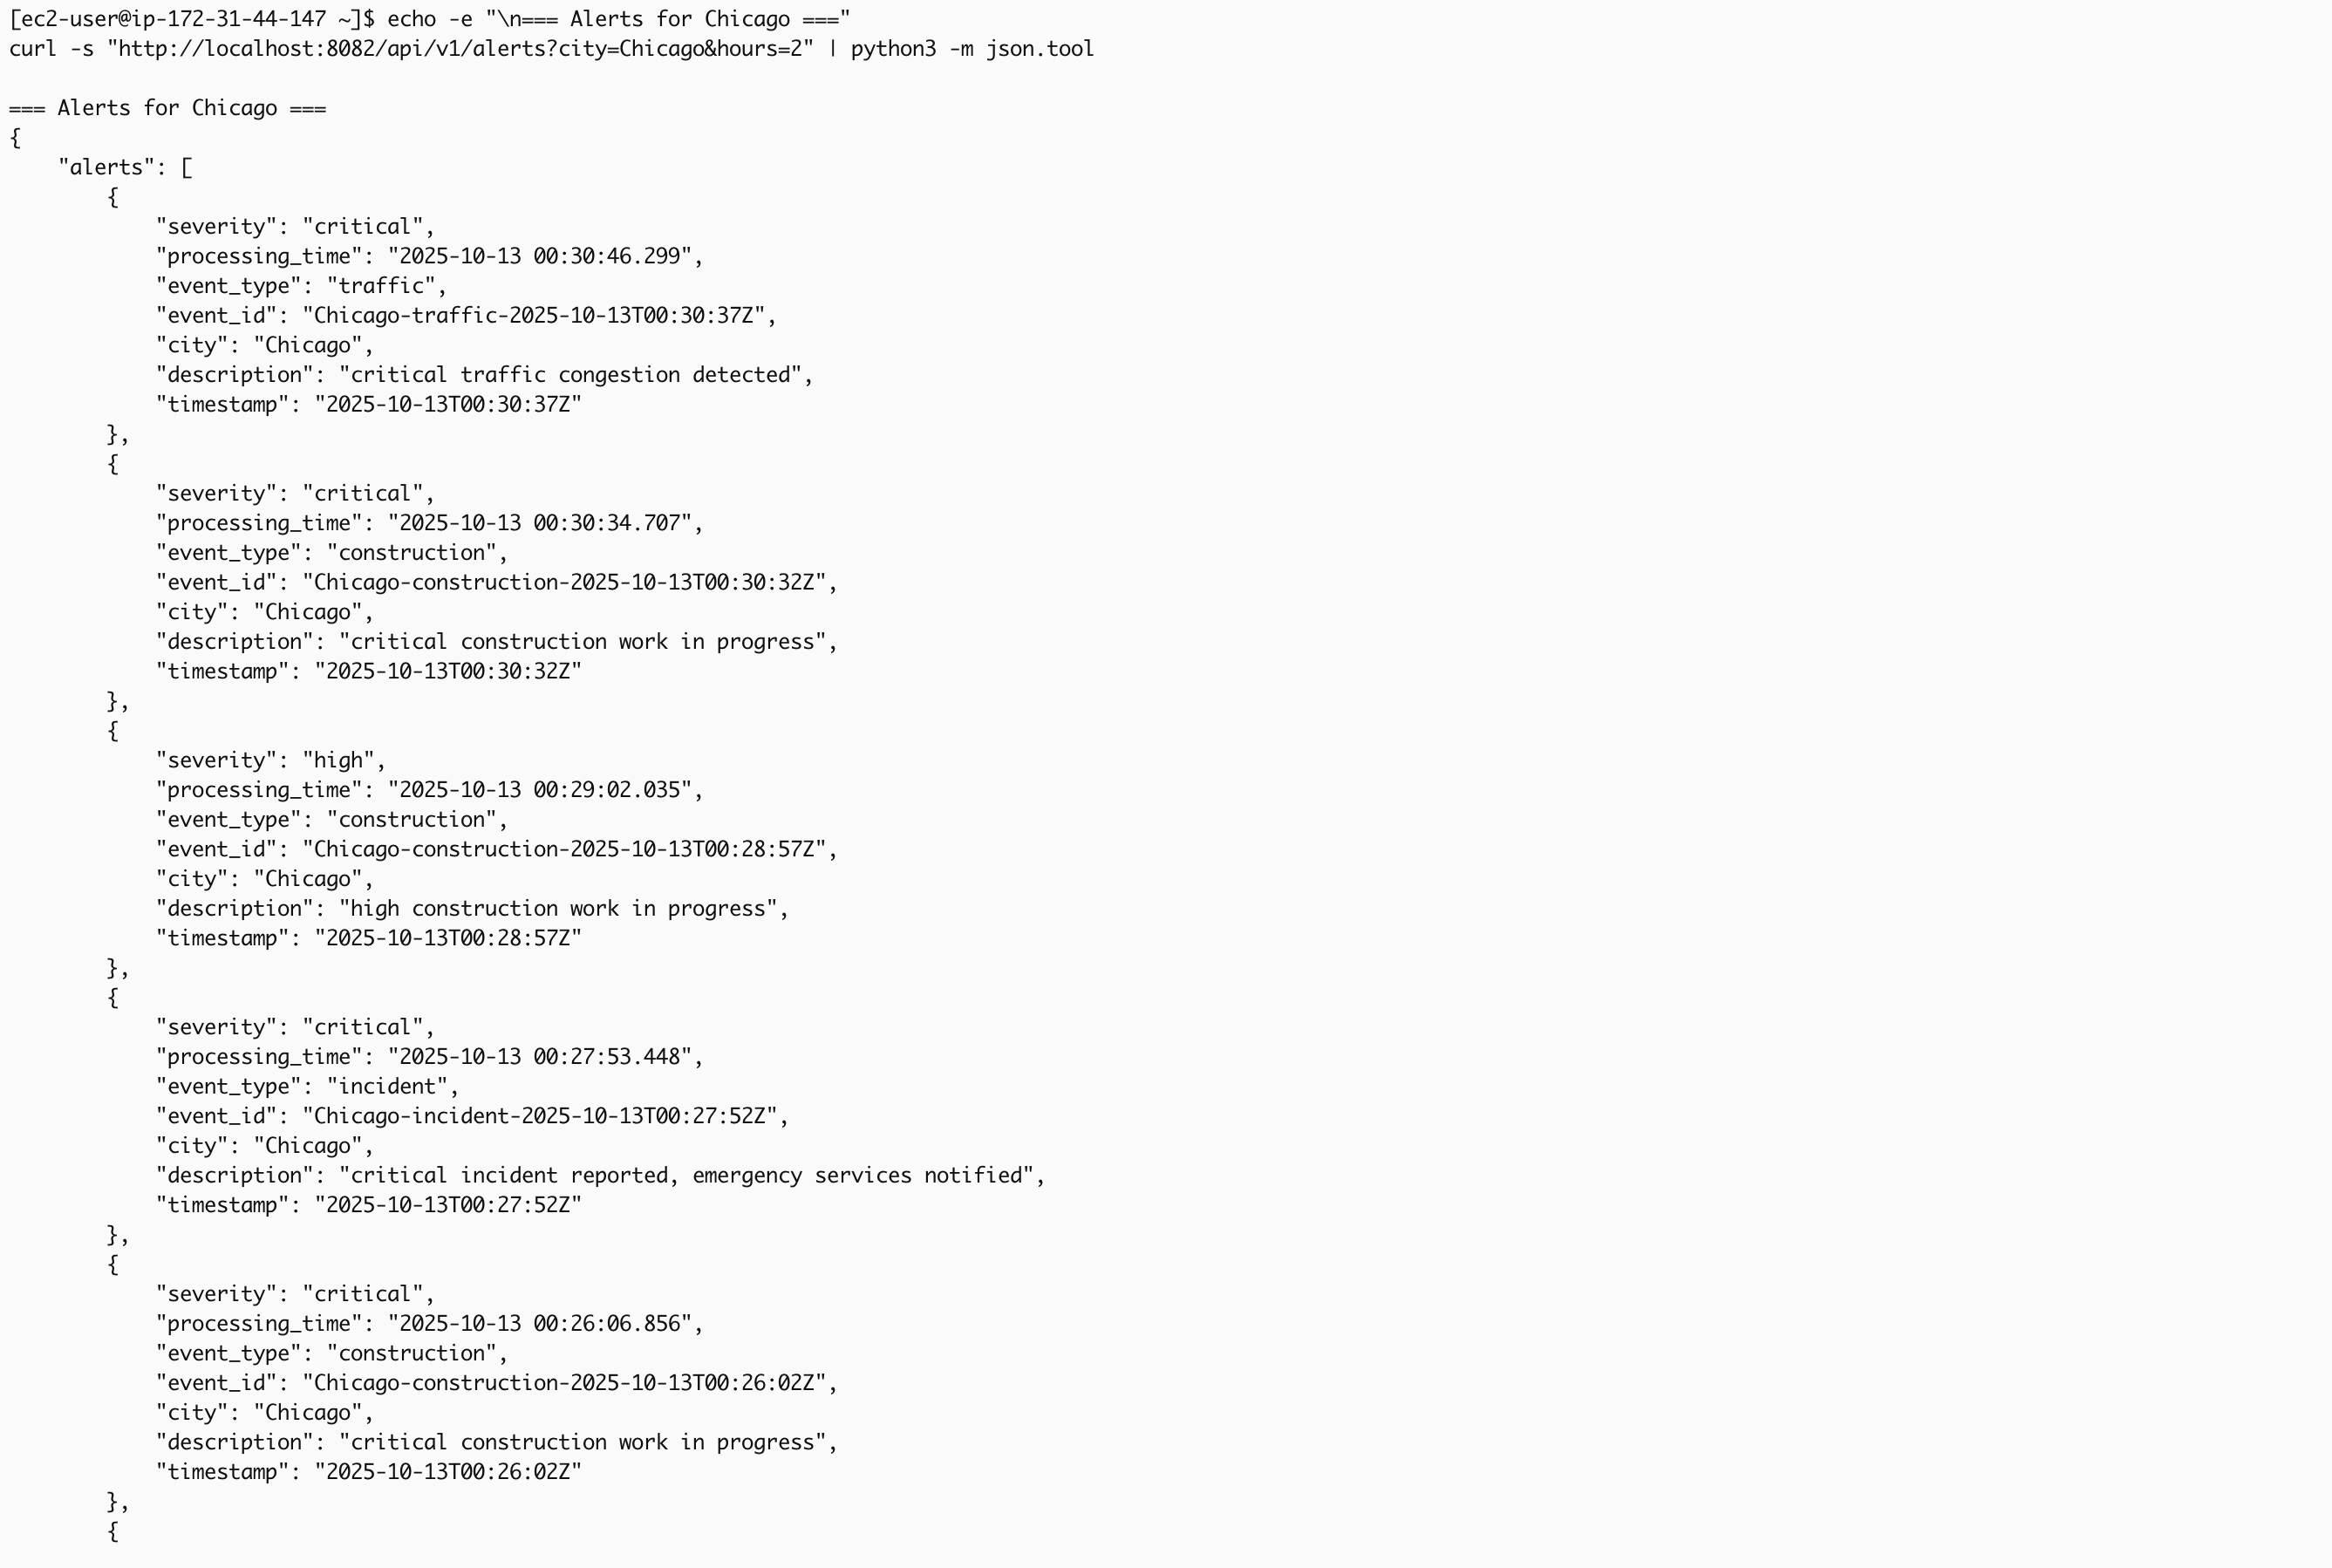 [ec2-user@ip-172-31-44-147 ~]$ echo -e "\n=== Alerts for Chicago ==="
curl -s "http://localhost:8082/api/v1/alerts?city=Chicago&hours=2" | python3 -m json.tool

=== Alerts for Chicago ===
{
    "alerts": [
        {
            "severity": "critical",
            "processing_time": "2025-10-13 00:30:46.299",
            "event_type": "traffic",
            "event_id": "Chicago-traffic-2025-10-13T00:30:37Z",
            "city": "Chicago",
            "description": "critical traffic congestion detected",
            "timestamp": "2025-10-13T00:30:37Z"
        },
        {
            "severity": "critical",
            "processing_time": "2025-10-13 00:30:34.707",
            "event_type": "construction",
            "event_id": "Chicago-construction-2025-10-13T00:30:32Z",
            "city": "Chicago",
            "description": "critical construction work in progress",
            "timestamp": "2025-10-13T00:30:32Z"
        },
        {
            "severity": "high",
            "processing_time": "2025-10-13 00:29:02.035",
            "event_type": "construction",
            "event_id": "Chicago-construction-2025-10-13T00:28:57Z",
            "city": "Chicago",
            "description": "high construction work in progress",
            "timestamp": "2025-10-13T00:28:57Z"
        },
        {
            "severity": "critical",
            "processing_time": "2025-10-13 00:27:53.448",
            "event_type": "incident",
            "event_id": "Chicago-incident-2025-10-13T00:27:52Z",
            "city": "Chicago",
            "description": "critical incident reported, emergency services notified",
            "timestamp": "2025-10-13T00:27:52Z"
        },
        {
            "severity": "critical",
            "processing_time": "2025-10-13 00:26:06.856",
            "event_type": "construction",
            "event_id": "Chicago-construction-2025-10-13T00:26:02Z",
            "city": "Chicago",
            "description": "critical construction work in progress",
            "timestamp": "2025-10-13T00:26:02Z"
        },
        {